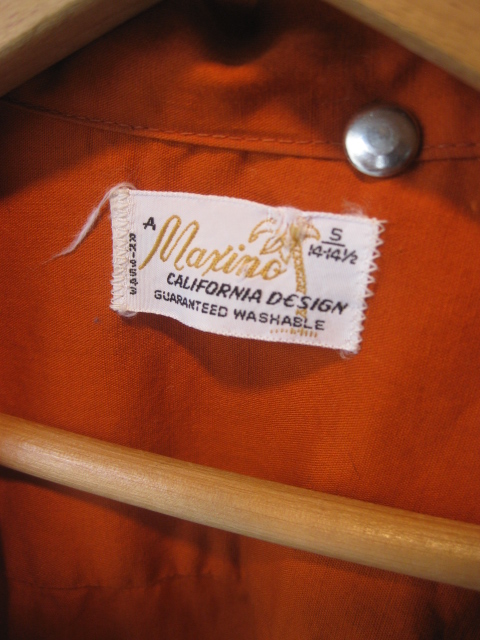 A Maxino
S
14-14½
CALIFORNIA DESIGN
GUARANTEED WASHABLE